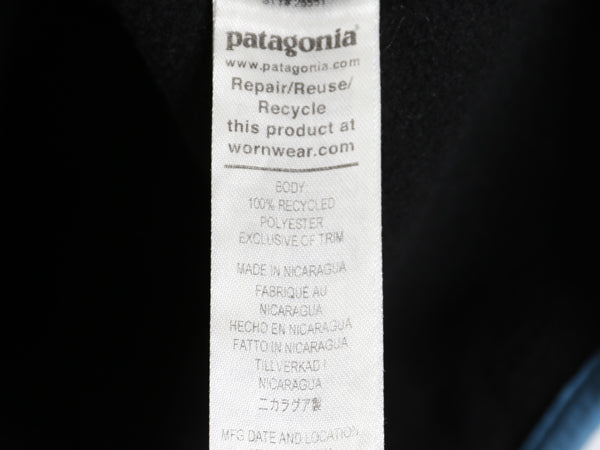 patagonia®
www.patagonia.com
Repair/Reuse/
Recycle
this product at
wornwear.com
BODY
100% RECYCLED
POLYESTER
EXCLUSIVE OF TRIM
MADE IN NICARAGUA
FABRIQUÉ AU
NICARAGUA
HECHO EN NICARAGUA
FATTO IN NICARAGUA
TILLVERKAD I
NICARAGUA
ニカラグア製
MFG DATE AND LOCATION